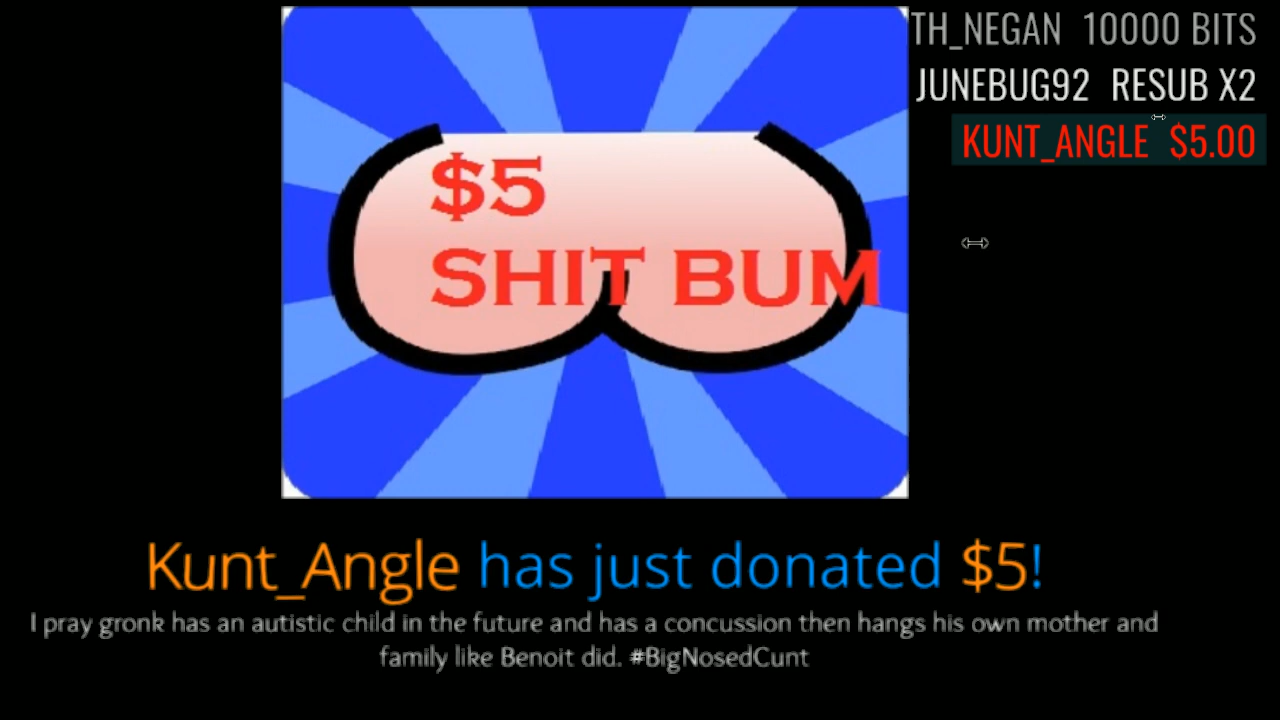 TH_NEGAN 10000 BITS
JUNEBUG92 RESUB X2
KUNT_ANGLE $5.00
$5
SHIT BUM
Kunt_Angle has just donated $5!
I pray gronk has an autistic child in the future and has a concussion then hangs his own mother and
family like Benoit did. #BigNosedCunt